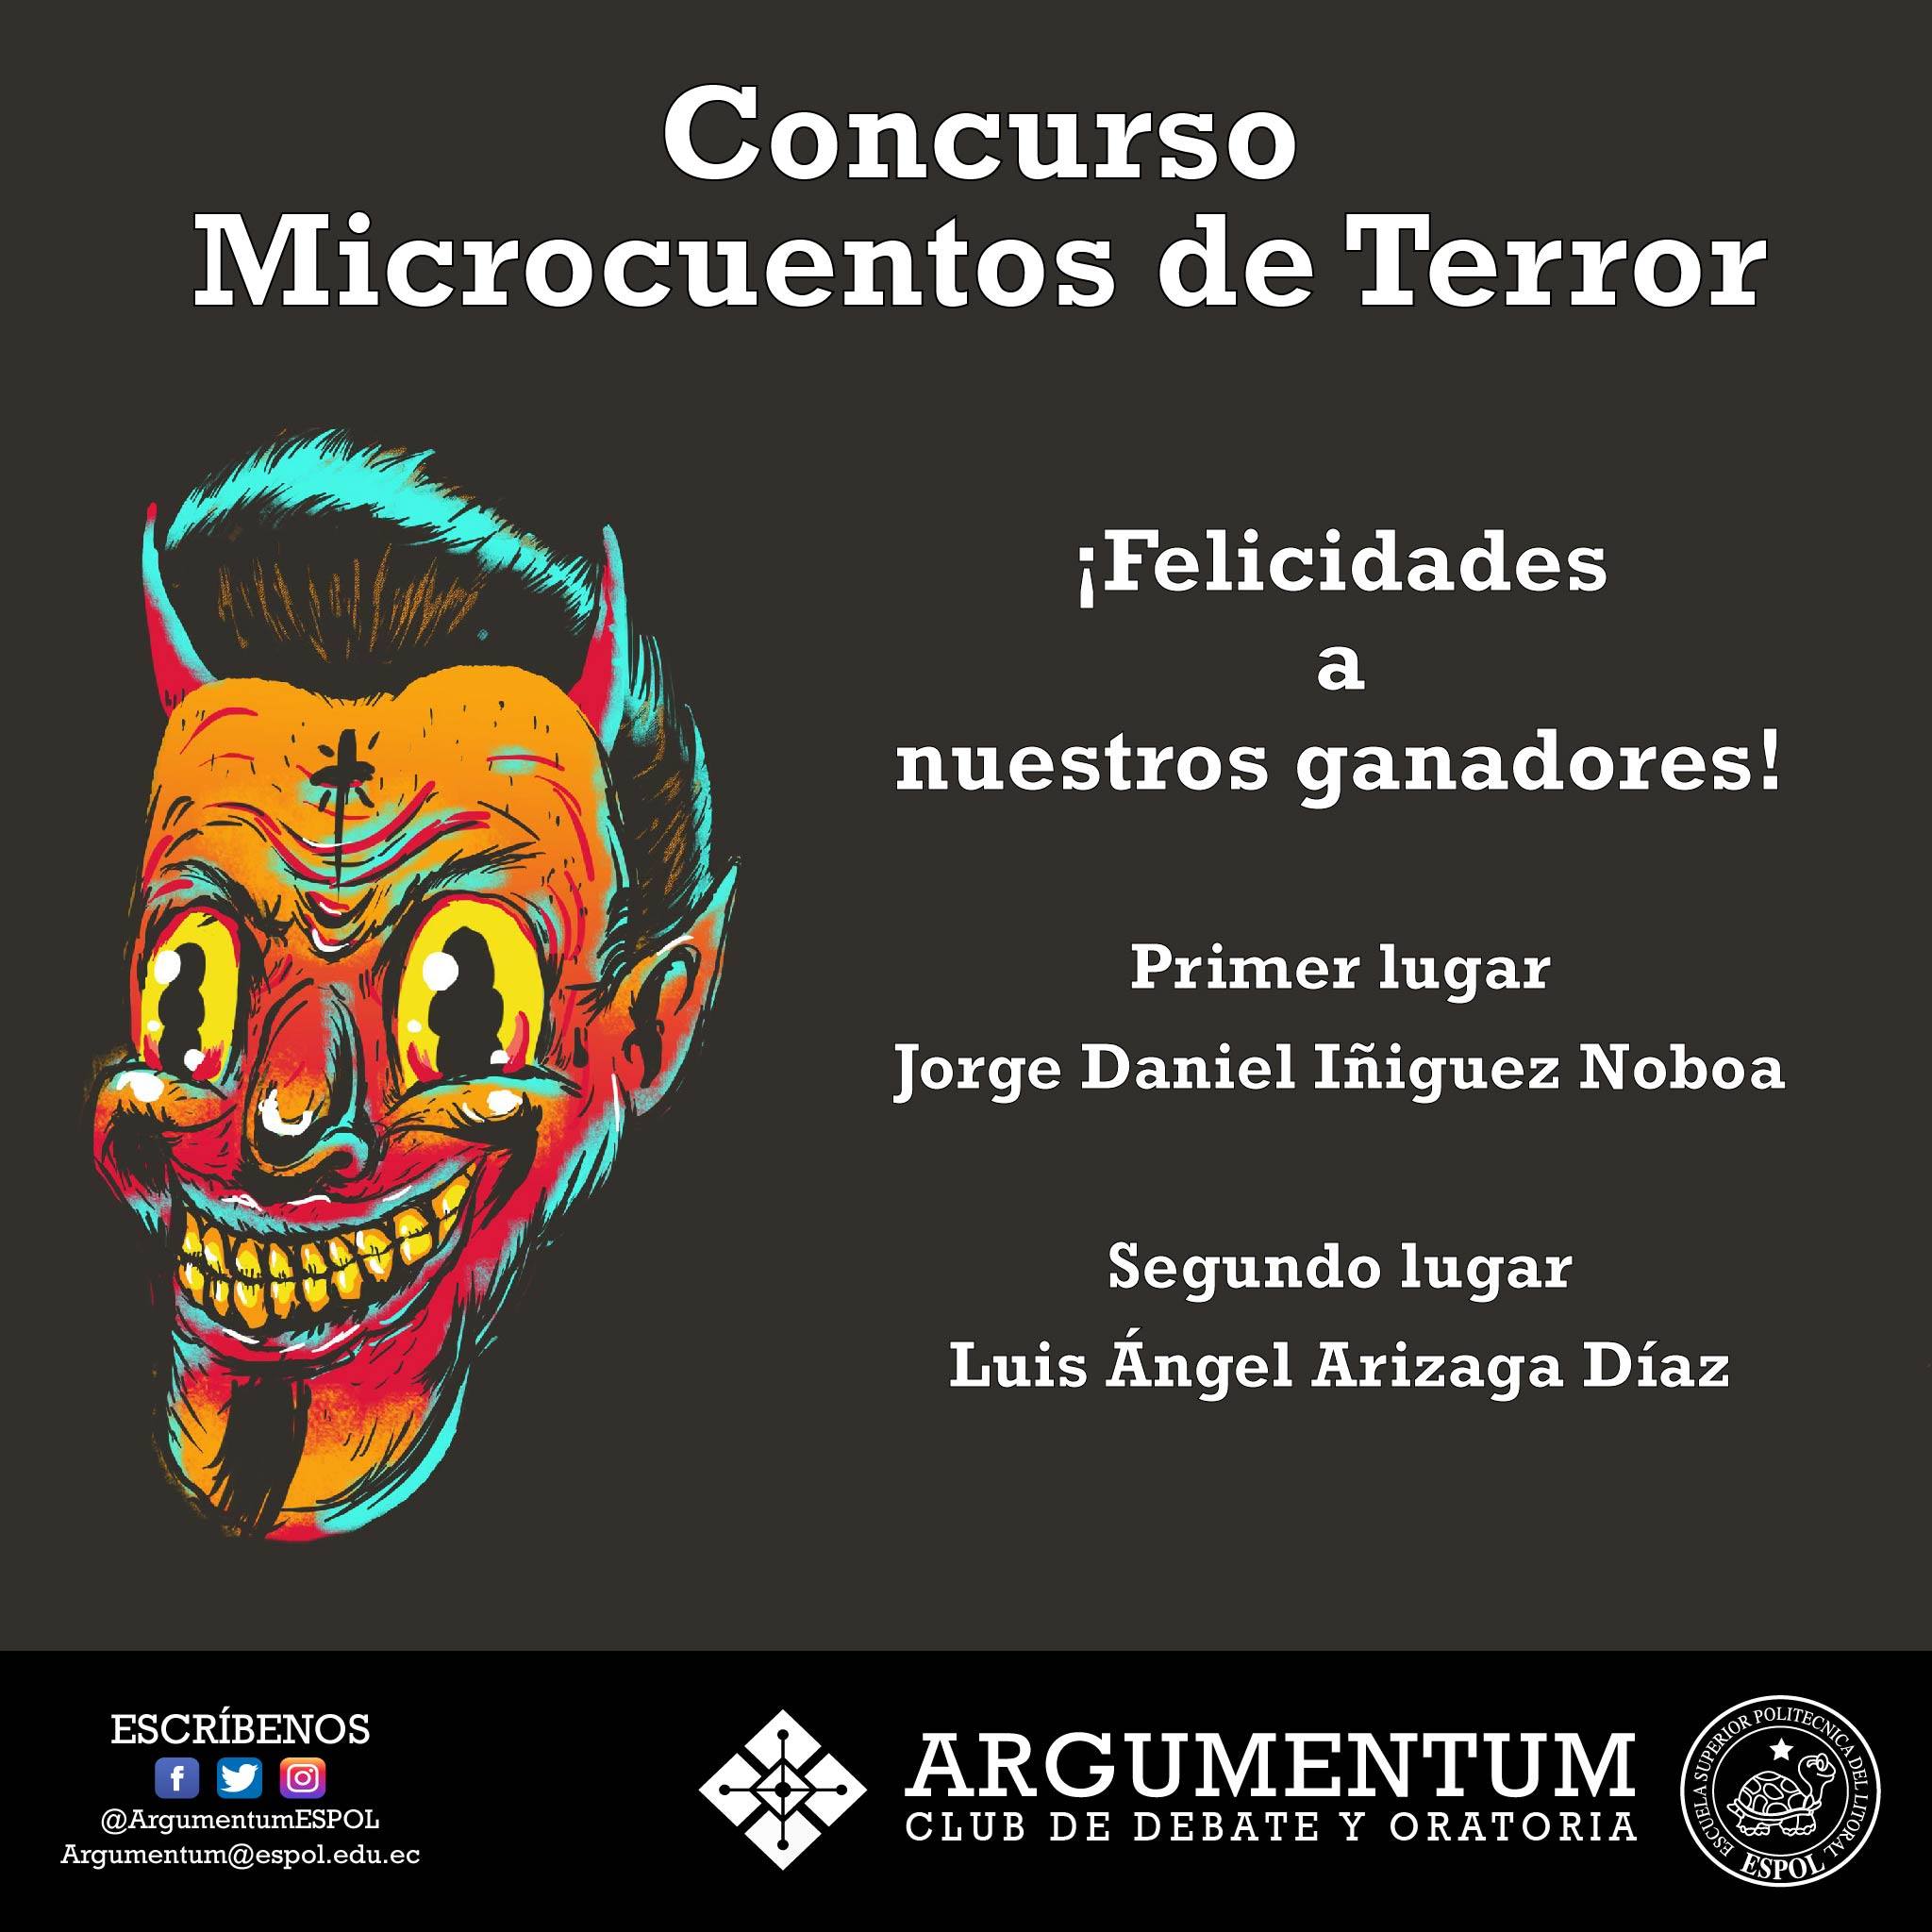 Concurso
Microcuentos de Terror
¡Felicidades
a
nuestros ganadores!
Primer lugar
Jorge Daniel Iñiguez Noboa
Segundo lugar
Luis Ángel Arizaga Díaz
ESCRÍBENOS
@ArgumentumESPOL
Argumentum@espol.edu.ec
ARGUMENTUM
CLUB DE DEBATE Y ORATORIA
ESCUELA SUPERIOR POLITECNICA DEL LITORAL
ESPOL